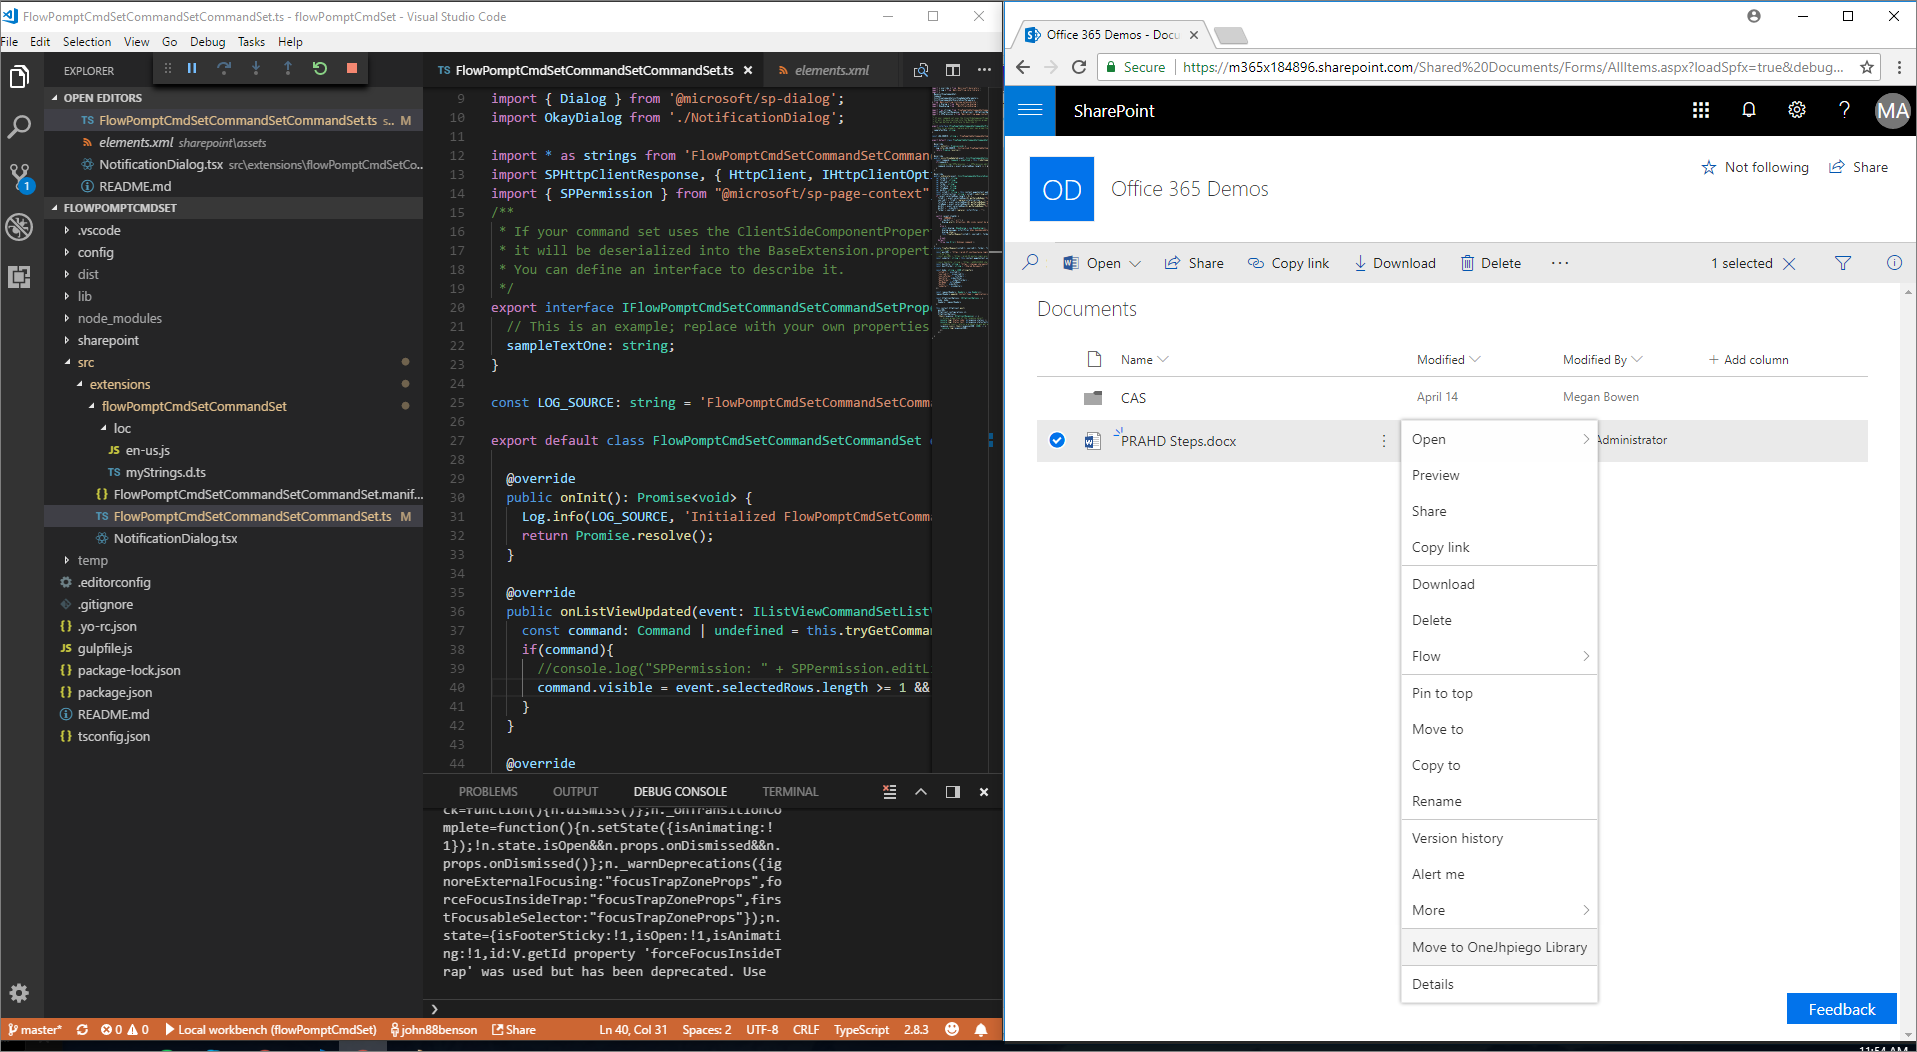 FlowPomptCmdSetCommandSetCommandSet.ts - flowPomptCmdSet - Visual Studio Code
File Edit Selection View Go Debug Tasks Help
EXPLORER
OPEN EDITORS
TS FlowPomptCmdSetCommandSetCommandSet.ts s.. M
elements.xml sharepoint\assets
NotificationDialog.tsx src\extensions\flowPomptCmdSetCo...
README.md
FLOWPOMPTCMDSET
.vscode
config
dist
lib
node_modules
sharepoint
src
extensions
flowPomptCmdSetCommandSet
loc
JS en-us.js
TS myStrings.d.ts
{} FlowPomptCmdSetCommandSetCommandSet.manif...
TS FlowPomptCmdSetCommandSetCommandSet.ts M
NotificationDialog.tsx
temp
.editorconfig
.gitignore
{} .yo-rc.json
JS gulpfile.js
{} package-lock.json
{} package.json
README.md
{} tsconfig.json
1
TS FlowPomptCmdSetCommandSetCommandSet.ts
elements.xml
9 import { Dialog } from '@microsoft/sp-dialog';
10 import OkayDialog from './NotificationDialog';
11
12 import * as strings from 'FlowPomptCmdSetCommandSetComman
13 import SPHttpClientResponse, { HttpClient, IHttpClientOpti
14 import { SPPermission } from "@microsoft/sp-page-context"
15 /**
16 * If your command set uses the ClientSideComponentProper
17 * it will be deserialized into the BaseExtension.propert
18 * You can define an interface to describe it.
19 */
20 export interface IFlowPomptCmdSetCommandSetCommandSetProp
21 // This is an example; replace with your own properties
22 sampleTextOne: string;
23 }
24
25 const LOG_SOURCE: string = 'FlowPomptCmdSetCommandSetComma
26
27 export default class FlowPomptCmdSetCommandSetCommandSet
28
29 @override
30 public onInit(): Promise<void> {
31 Log.info(LOG_SOURCE, 'Initialized FlowPomptCmdSetComma
32 return Promise.resolve();
33 }
34
35 @override
36 public onListViewUpdated(event: IListViewCommandSetListV
37 const command: Command | undefined = this.tryGetComman
38 if(command){
39 //console.log("SPPermission: " + SPPermission.editLi
40 command.visible = event.selectedRows.length >= 1 &&
41 }
42 }
43
44 @override
PROBLEMS OUTPUT DEBUG CONSOLE TERMINAL
ck=function(){n.dismiss()};n._onTransitionCo
mplete=function(){n.setState({isAnimating:!
1});!n.state.isOpen&&n.props.onDismissed&&n.
props.onDismissed()};n._warnDeprecations({ig
noreExternalFocusing:"focusTrapZoneProps",fo
rceFocusInsideTrap:"focusTrapZoneProps",firs
tFocusableSelector:"focusTrapZoneProps"});n.
state={isFooterSticky:!1,isOpen:!1,isAnimati
ng:!1,id:V.getId property 'forceFocusInsideT
rap' was used but has been deprecated. Use
master* 0 0 Local workbench (flowPomptCmdSet) john88benson Share Ln 40, Col 31 Spaces: 2 UTF-8 CRLF TypeScript 2.8.3
Office 365 Demos - Docu
Secure https://m365x184896.sharepoint.com/Shared%20Documents/Forms/AllItems.aspx?loadSpfx=true&debug...
SharePoint
? MA
OD Office 365 Demos
Not following Share
Open Share Copy link Download Delete ... 1 selected
Documents
Name Modified Modified By + Add column
CAS April 14 Megan Bowen
PRAHD Steps.docx Administrator
Open
Preview
Share
Copy link
Download
Delete
Flow
Pin to top
Move to
Copy to
Rename
Version history
Alert me
More
Move to OneJhpiego Library
Details
Feedback
11:54 AM